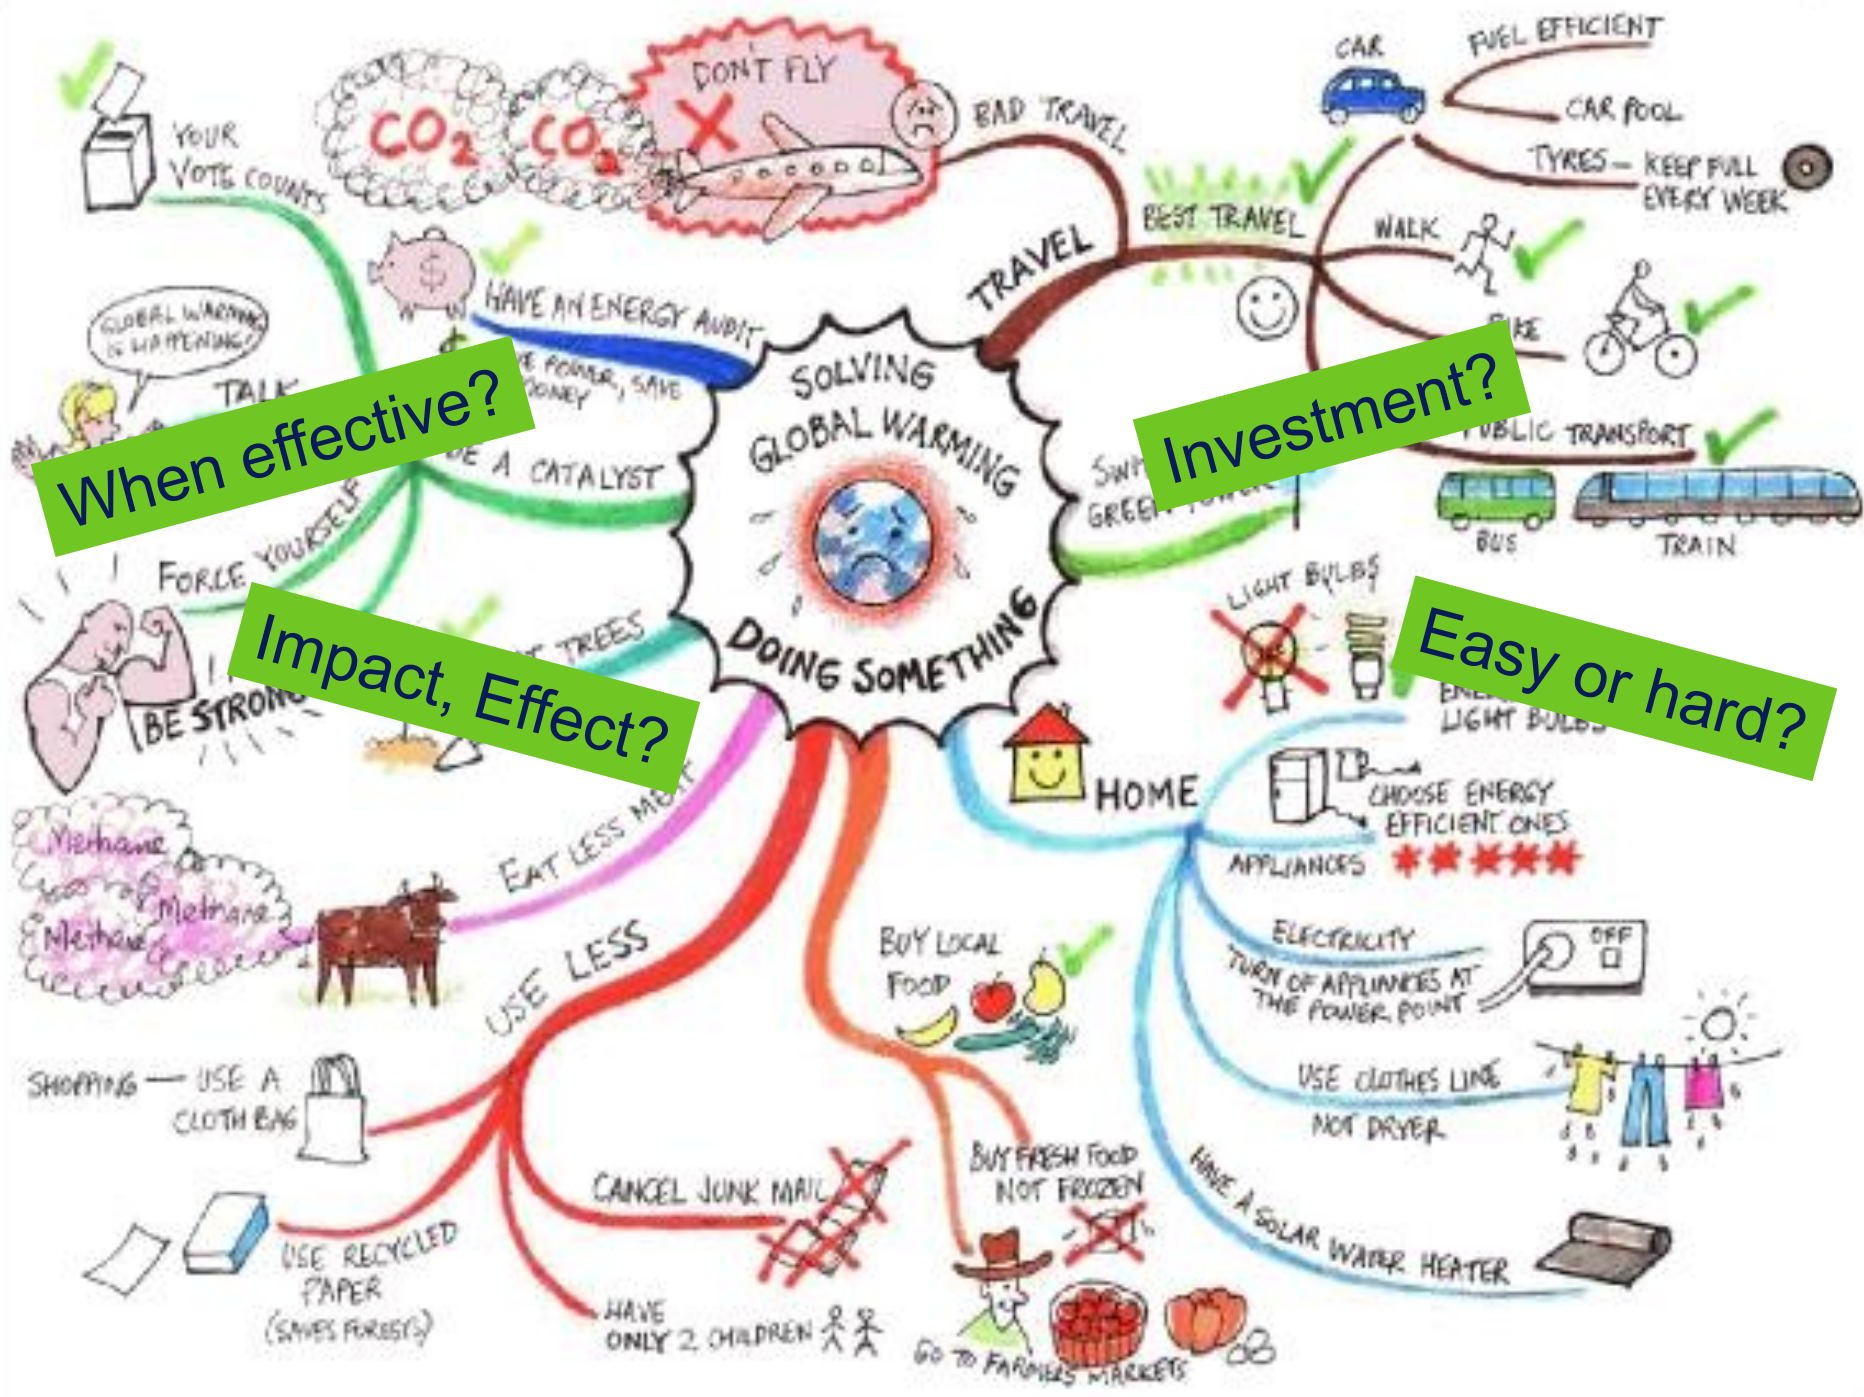 SOLVING
GLOBAL WARMING
DOING SOMETHING
TRAVEL
BAD TRAVEL
DON'T FLY
CO2
CO2
BEST TRAVEL
CAR
FUEL EFFICIENT
CAR POOL
TYRES — KEEP FULL
EVERY WEEK
WALK
PUBLIC TRANSPORT
BUS
TRAIN
Investment?
LIGHT BULBS
Easy or hard?
LIGHT BULBS
HOME
CHOOSE ENERGY
EFFICIENT ONES
APPLIANCES
ELECTRICITY
TURN OF APPLIANCES AT
THE POWER POINT
OFF
USE CLOTHES LINE
NOT DRYER
HAVE A SOLAR WATER HEATER
BUY LOCAL
FOOD
BUY FRESH FOOD
NOT FROZEN
GO TO FARMERS MARKETS
USE LESS
SHOPPING — USE A
CLOTH BAG
USE RECYCLED
PAPER
(SAVES FORESTS)
CANCEL JUNK MAIL
HAVE
ONLY 2 CHILDREN
EAT LESS
Methane
Methane
Methane
TREES
Impact, Effect?
A CATALYST
YOUR
VOTE COUNTS
TALK
GLOBAL WARMING
IS HAPPENING!
When effective?
FORCE YOURSELF
BE STRONG
HAVE AN ENERGY AUDIT
POWER, SAVE
$